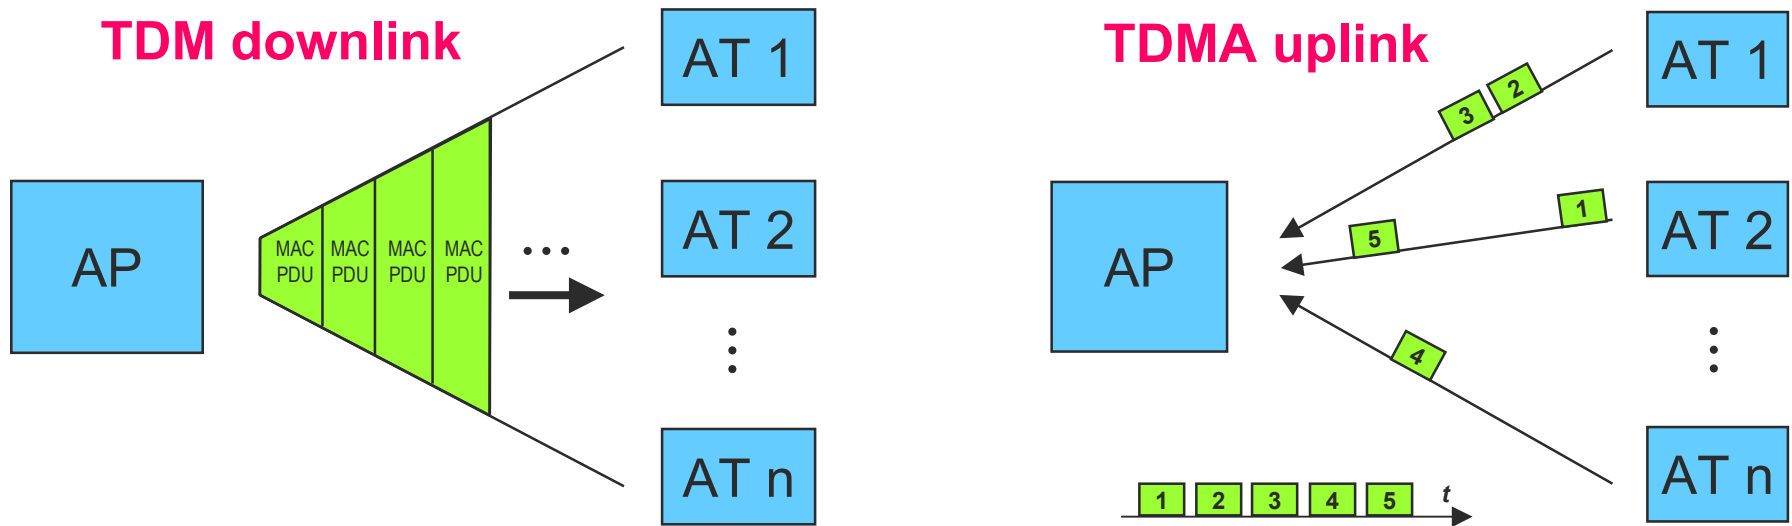 TDM downlink
AP
MAC PDU
MAC PDU
MAC PDU
MAC PDU
...
AT 1
AT 2
AT n
TDMA uplink
AP
3
2
5
1
4
AT 1
AT 2
AT n
1 2 3 4 5 t